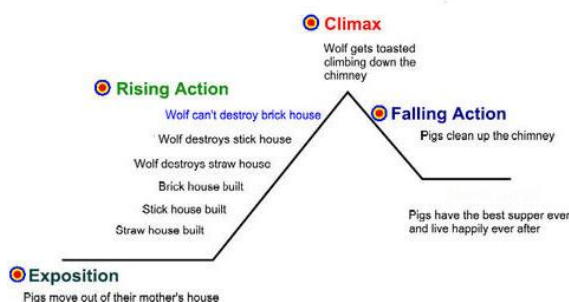 Climax
Wolf gets toasted
climbing down the
chimney
Rising Action
Wolf can't destroy brick house
Falling Action
Wolf destroys stick house
Pigs clean up the chimney
Wolf destroys straw house
Brick house built
Stick house built
Straw house built
Pigs have the best supper ever
and live happily ever after
Exposition
Pigs move out of their mother's house